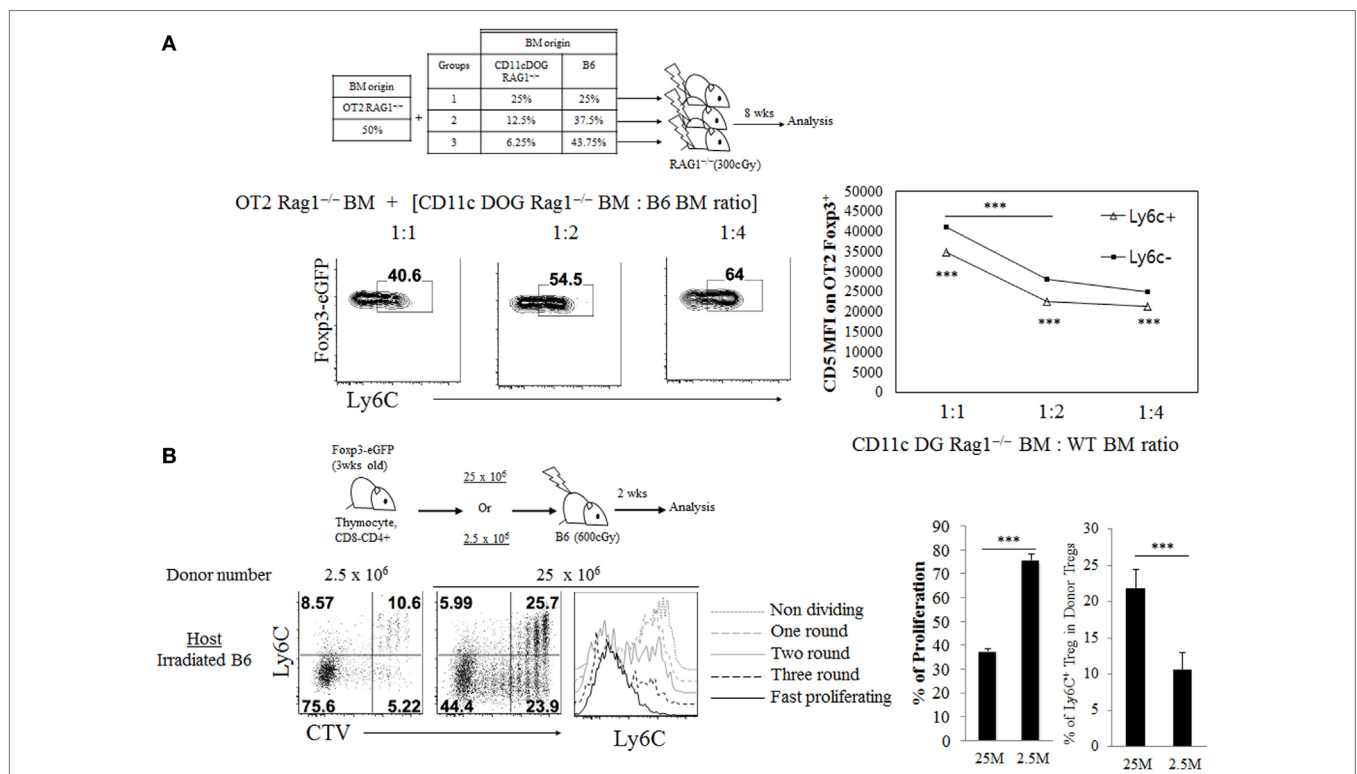 A
BM origin
Groups
CD11cDOG
RAG1−/−
B6
BM origin
OT2 RAG1−/−
50%
+
1
25%
25%
2
12.5%
37.5%
3
6.25%
43.75%
8 wks
Analysis
RAG1−/−(300cGy)
OT2 Rag1−/− BM + [CD11c DOG Rag1−/− BM : B6 BM ratio]
1:1
1:2
1:4
Foxp3-eGFP
40.6
54.5
64
Ly6C
CD5 MFI on OT2 Foxp3+
50000
45000
40000
35000
30000
25000
20000
15000
10000
5000
0
***
***
***
***
Ly6c+
Ly6c-
1:1
1:2
1:4
CD11c DG Rag1−/− BM : WT BM ratio
B
Foxp3-eGFP
(3wks old)
Thymocyte,
CD8-CD4+
25 x 10⁶
Or
2.5 x 10⁶
B6 (600cGy)
2 wks
Analysis
Donor number
2.5 x 10⁶
25 x 10⁶
Host
Irradiated B6
Ly6C
8.57
10.6
75.6
5.22
5.99
25.7
44.4
23.9
CTV
Ly6C
Non dividing
One round
Two round
Three round
Fast proliferating
% of Proliferation
90
80
70
60
50
40
30
20
10
0
***
25M
2.5M
% of Ly6C+ Treg in Donor Tregs
30
25
20
15
10
5
0
***
25M
2.5M